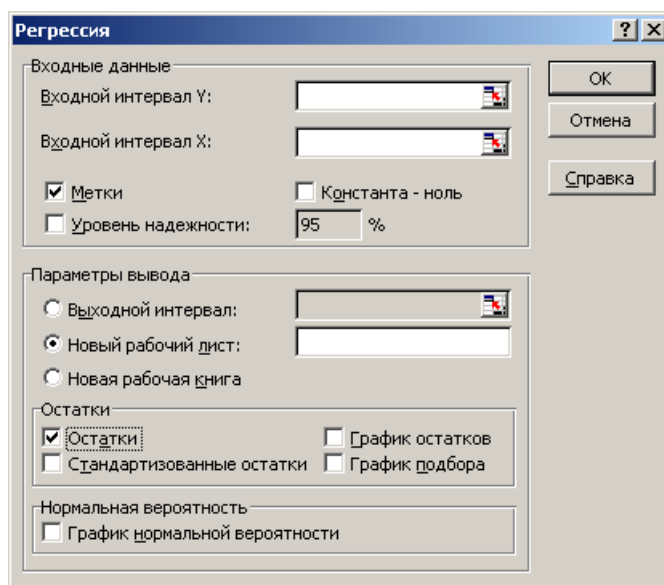 Регрессия
Входные данные
Входной интервал Y:
Входной интервал X:
Метки
Константа - ноль
Уровень надежности:
95 %
OK
Отмена
Справка
Параметры вывода
Выходной интервал:
Новый рабочий лист:
Новая рабочая книга
Остатки
Остатки
График остатков
Стандартизованные остатки
График подбора
Нормальная вероятность
График нормальной вероятности